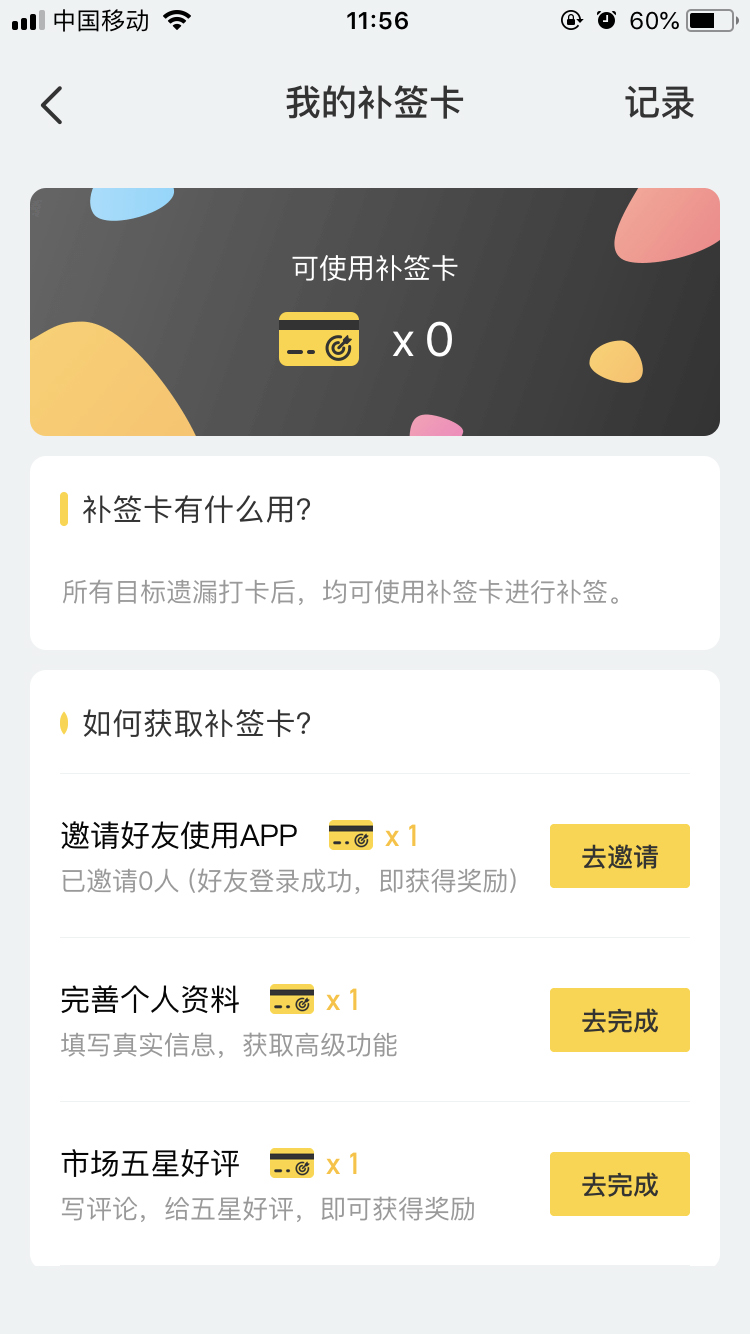 中国移动 11:56 60%
我的补签卡 记录
可使用补签卡
x 0
补签卡有什么用?
所有目标遗漏打卡后，均可使用补签卡进行补签。
如何获取补签卡?
邀请好友使用APP x 1
已邀请0人 (好友登录成功，即获得奖励)
去邀请
完善个人资料 x 1
填写真实信息，获取高级功能
去完成
市场五星好评 x 1
写评论，给五星好评，即可获得奖励
去完成